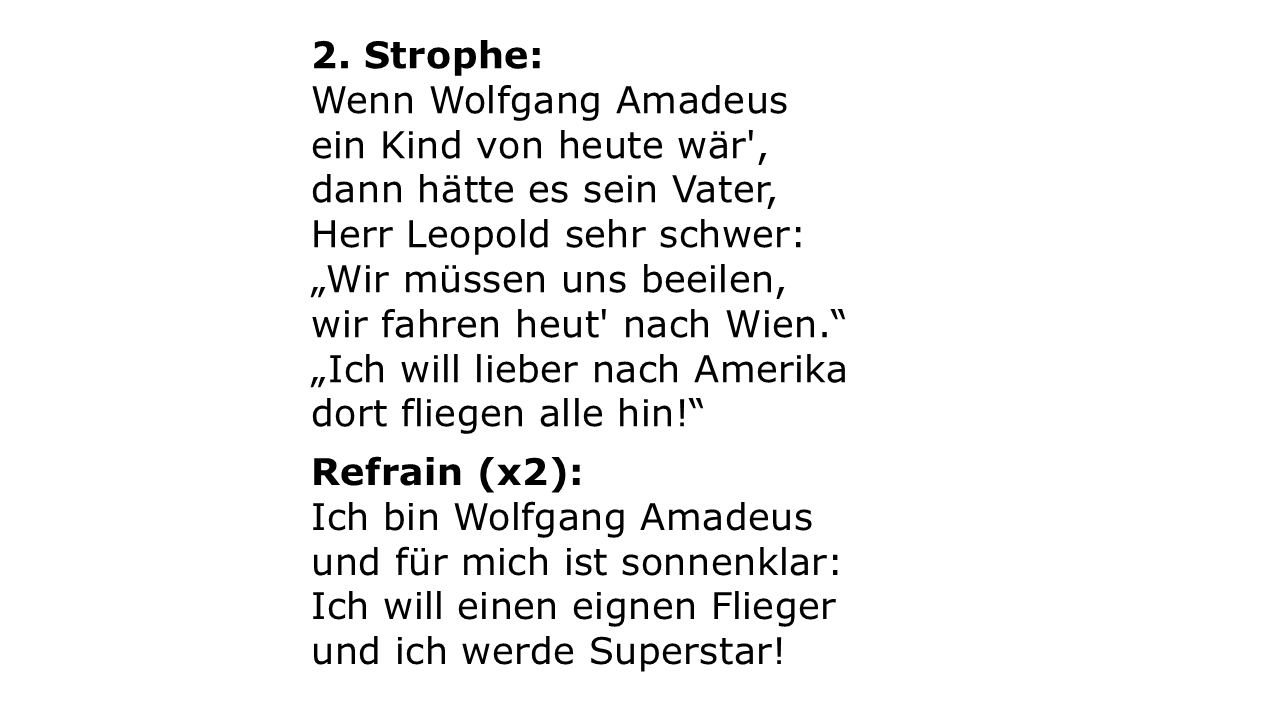 2. Strophe:
Wenn Wolfgang Amadeus
ein Kind von heute wär',
dann hätte es sein Vater,
Herr Leopold sehr schwer:
„Wir müssen uns beeilen,
wir fahren heut' nach Wien.“
„Ich will lieber nach Amerika
dort fliegen alle hin!“
Refrain (x2):
Ich bin Wolfgang Amadeus
und für mich ist sonnenklar:
Ich will einen eignen Flieger
und ich werde Superstar!